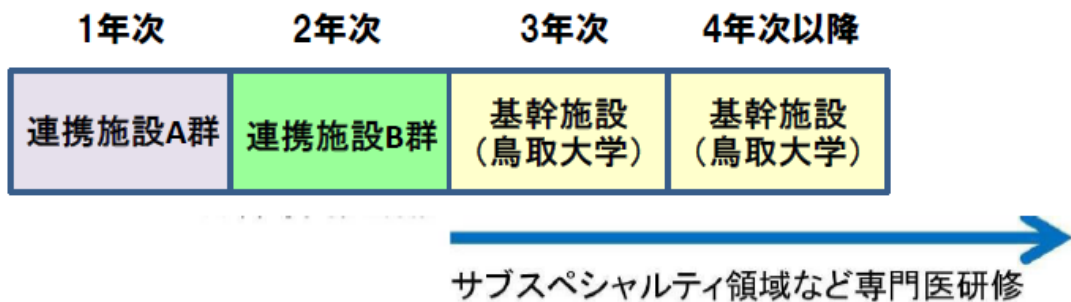 1年次 2年次 3年次 4年次以降
連携施設A群 連携施設B群 基幹施設 基幹施設
（鳥取大学） （鳥取大学）
サブスペシャルティ領域など専門医研修